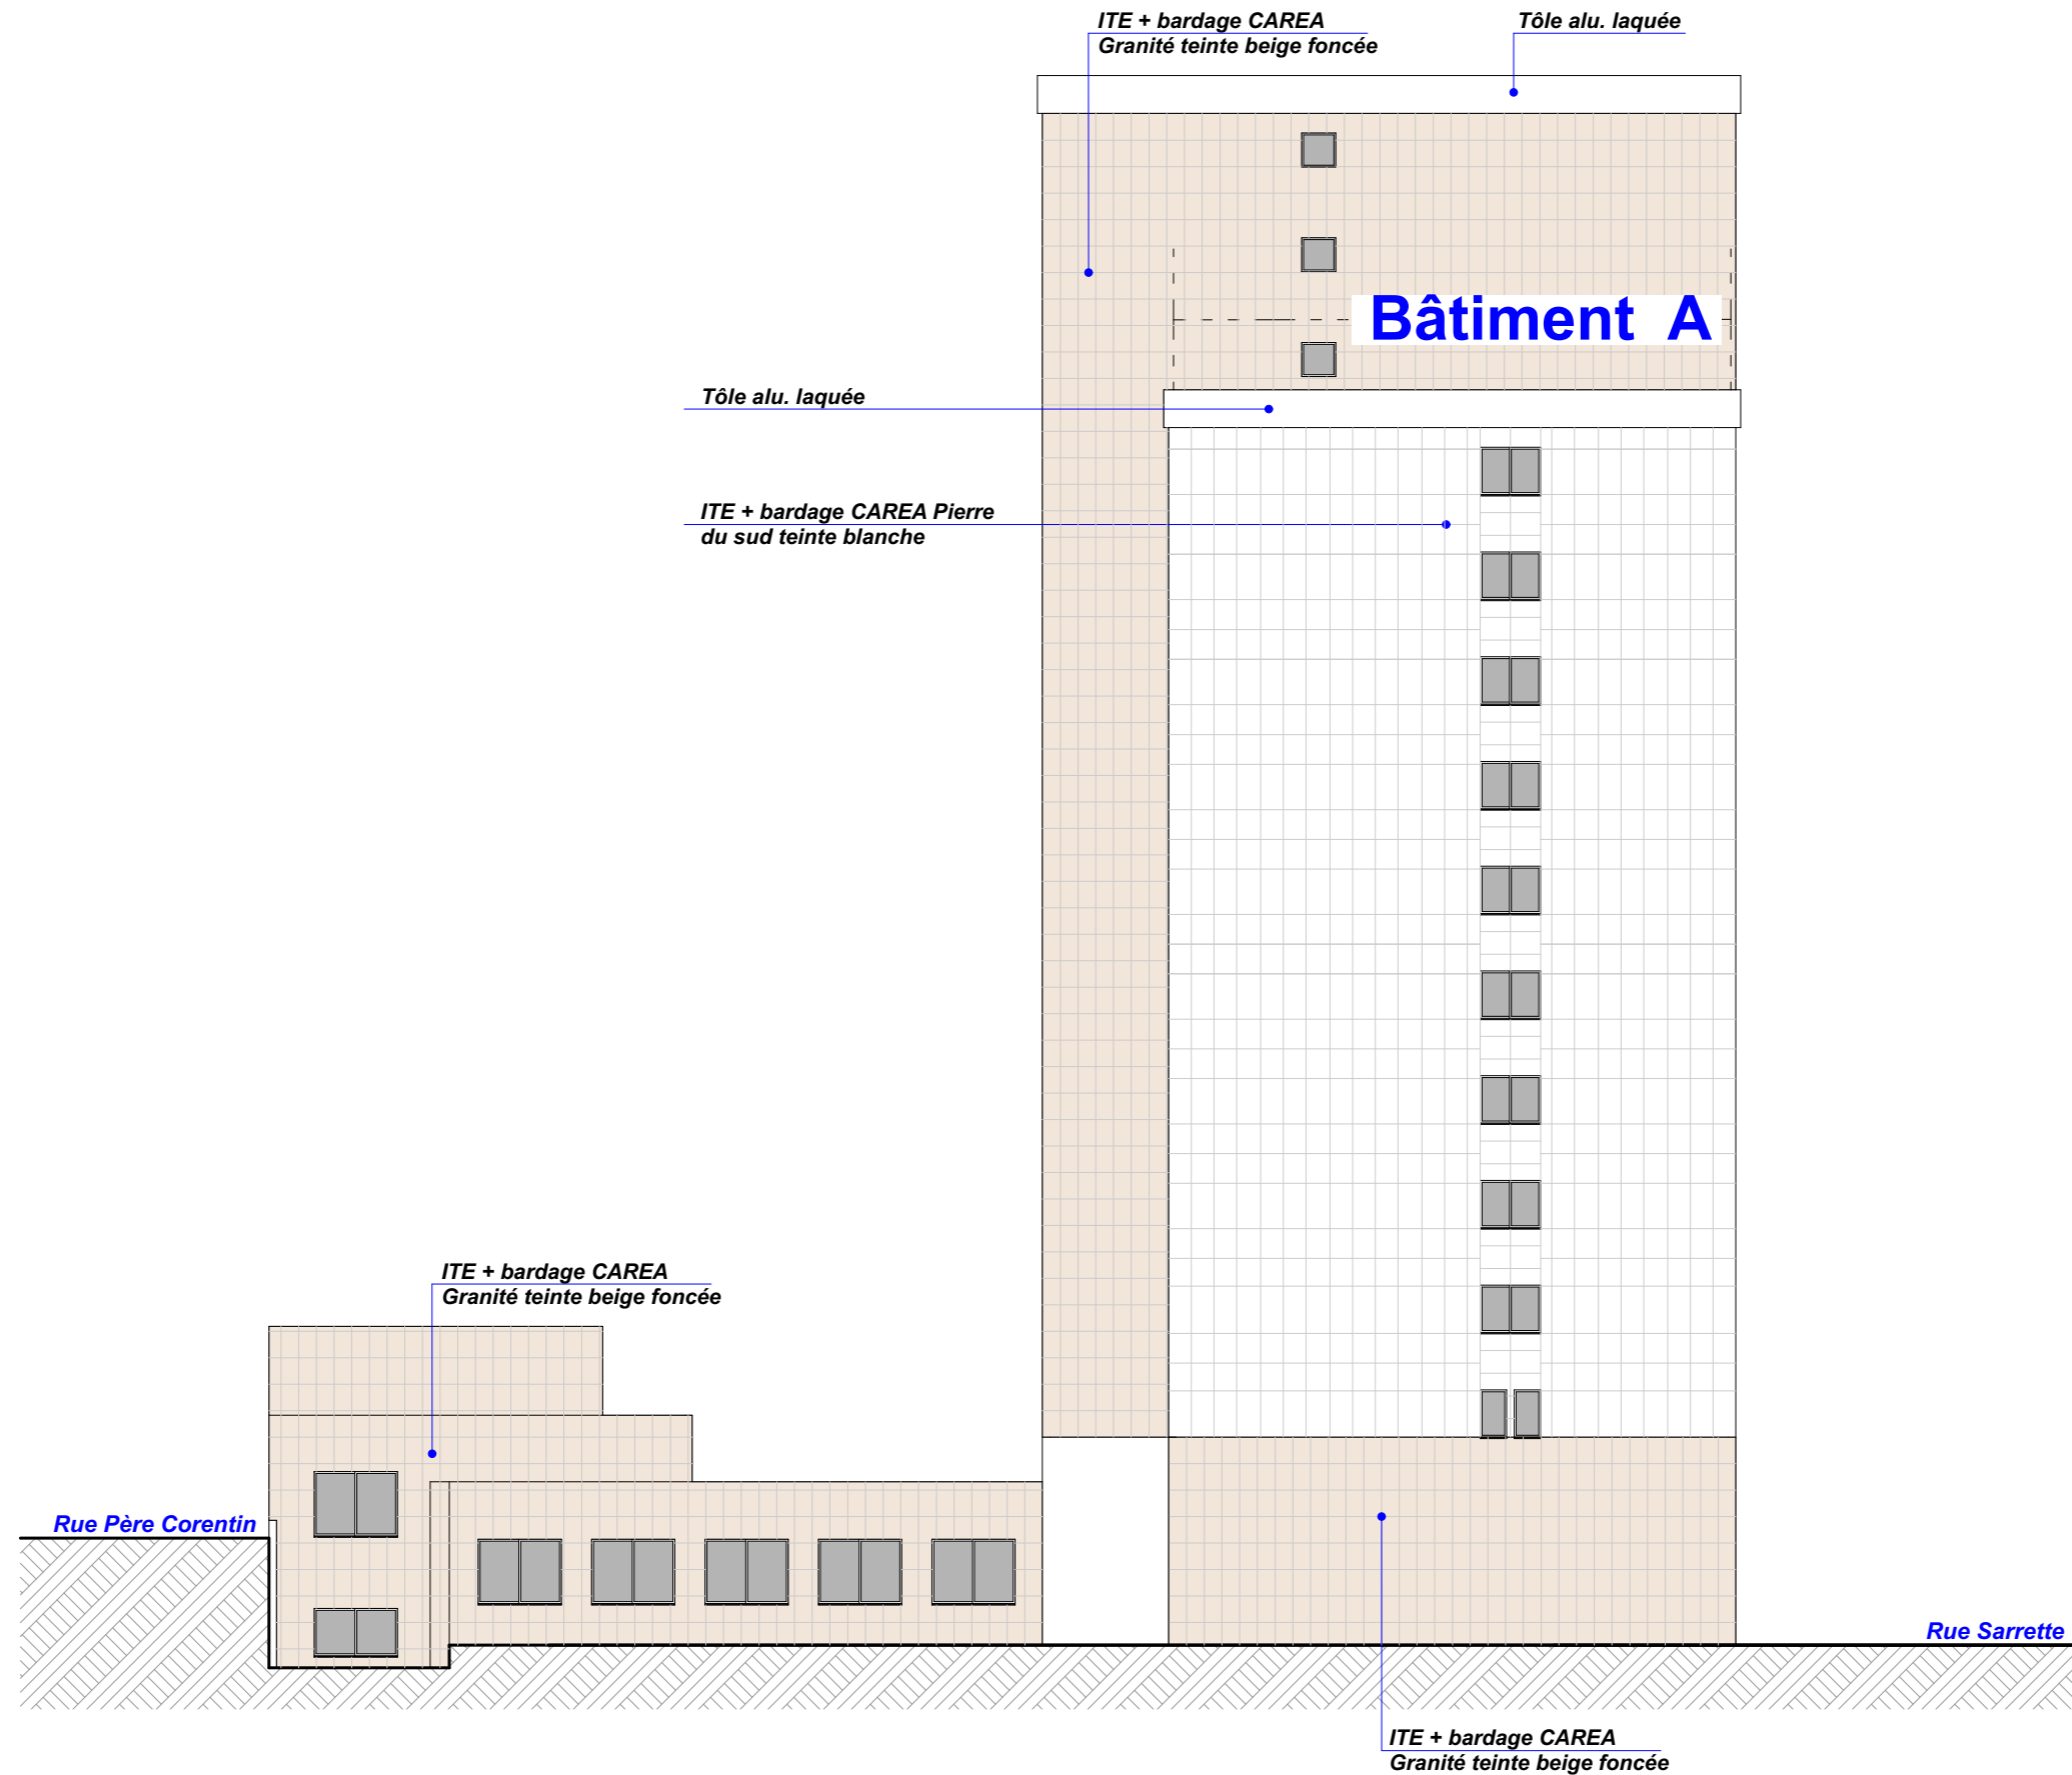 ITE + bardage CAREA
Granité teinte beige foncée
Tôle alu. laquée
Bâtiment A
Tôle alu. laquée
ITE + bardage CAREA Pierre
du sud teinte blanche
ITE + bardage CAREA
Granité teinte beige foncée
Rue Père Corentin
Rue Sarrette
ITE + bardage CAREA
Granité teinte beige foncée